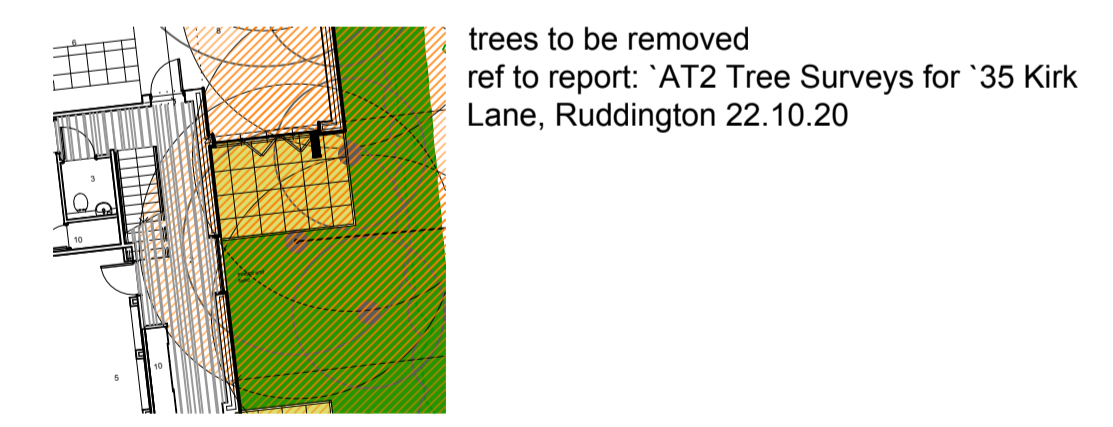 6
8
trees to be removed
ref to report: `AT2 Tree Surveys for `35 Kirk
Lane, Ruddington 22.10.20
3
10
10
5